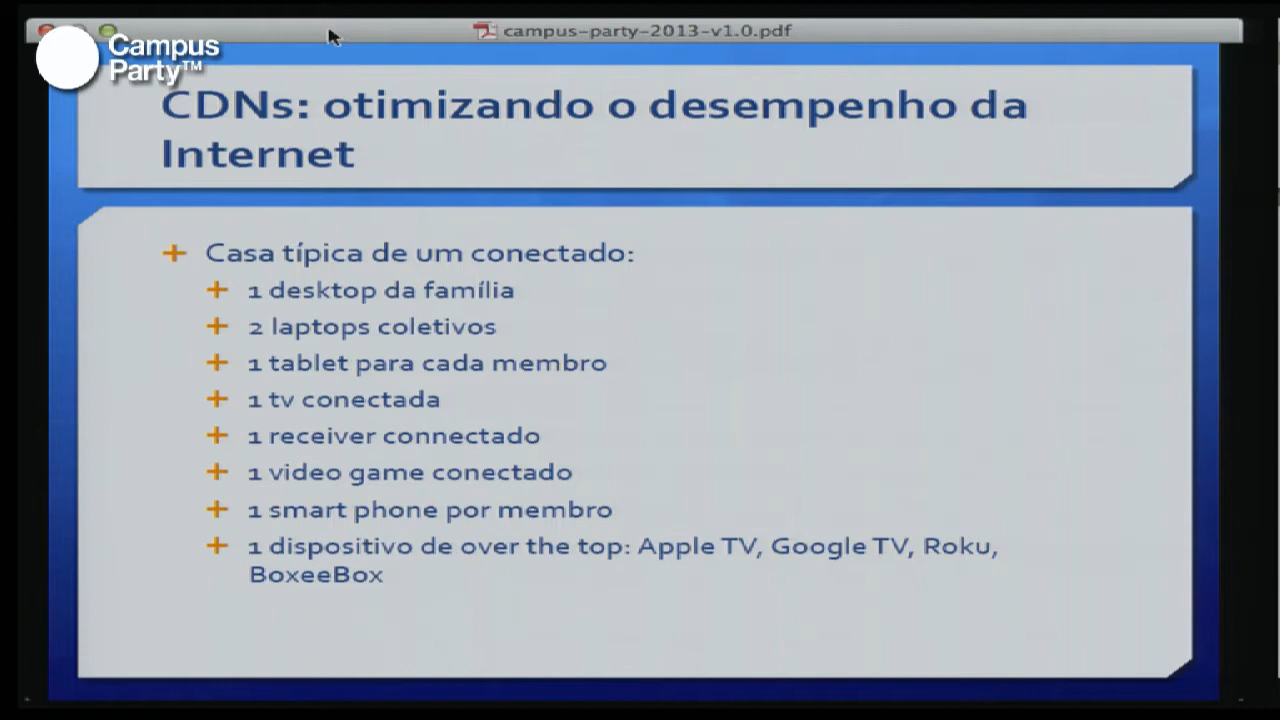 campus-party-2013-v1.0.pdf
Campus
Party™
CDNs: otimizando o desempenho da
Internet
Casa típica de um conectado:
1 desktop da família
2 laptops coletivos
1 tablet para cada membro
1 tv conectada
1 receiver connectado
1 video game conectado
1 smart phone por membro
1 dispositivo de over the top: Apple TV, Google TV, Roku,
BoxeeBox